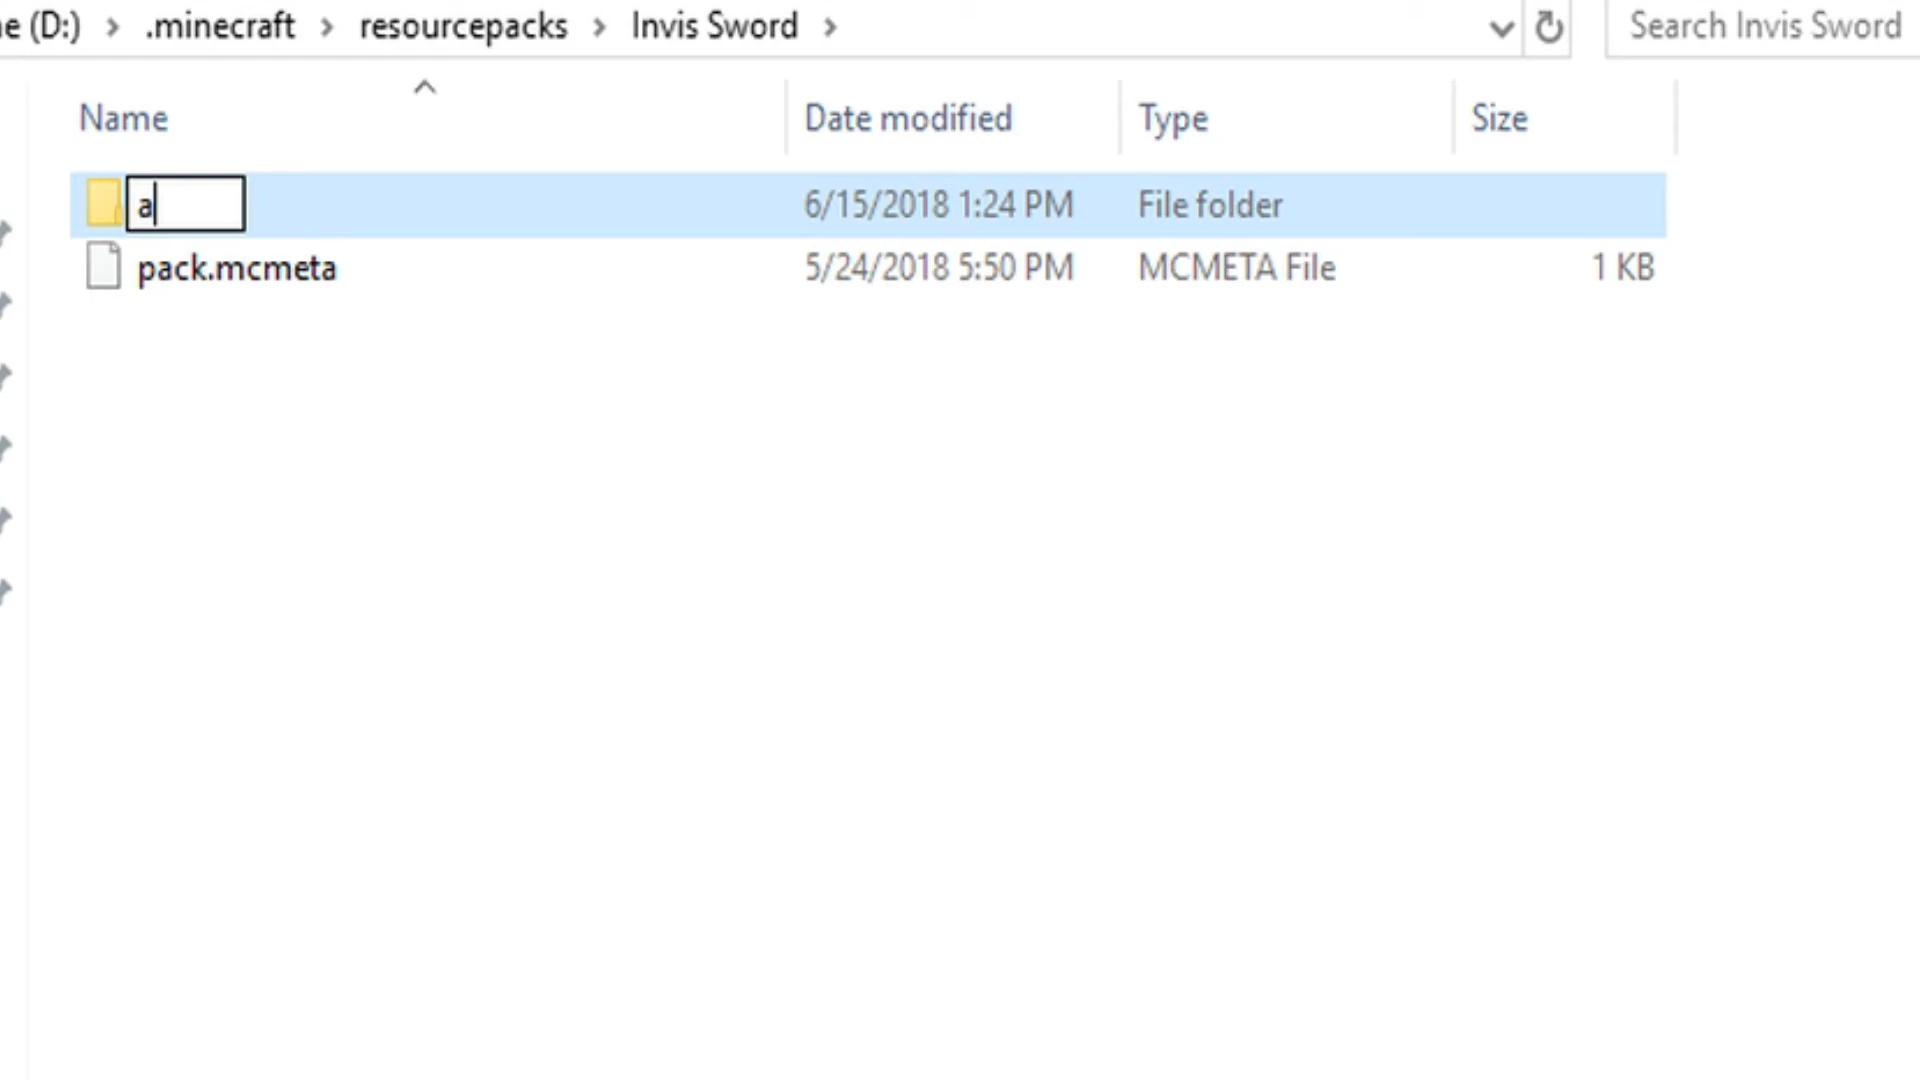 e (D:) > .minecraft > resourcepacks > Invis Sword >
Search Invis Sword
Name Date modified Type Size
a 6/15/2018 1:24 PM File folder
pack.mcmeta 5/24/2018 5:50 PM MCMETA File 1 KB